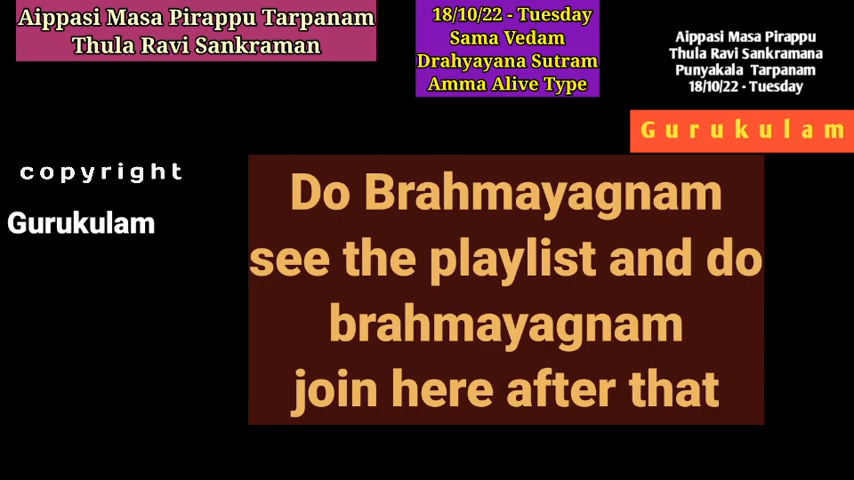 Aippasi Masa Pirappu Tarpanam
Thula Ravi Sankraman
18/10/22 - Tuesday
Sama Vedam
Drahyayana Sutram
Amma Alive Type
Aippasi Masa Pirappu
Thula Ravi Sankramana
Punyakala Tarpanam
18/10/22 - Tuesday
Gurukulam
copyright
Gurukulam
Do Brahmayagnam
see the playlist and do
brahmayagnam
join here after that